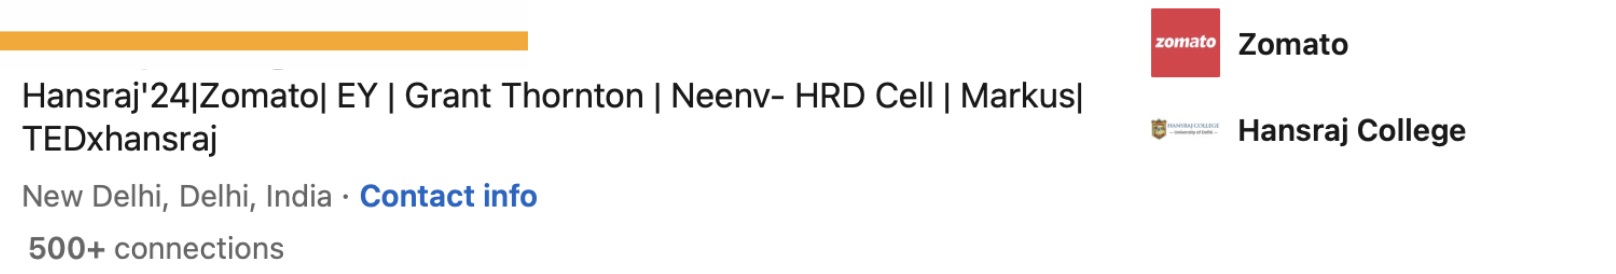 Hansraj'24|Zomato| EY | Grant Thornton | Neenv- HRD Cell | Markus|
TEDxhansraj
New Delhi, Delhi, India · Contact info
500+ connections
zomato
Zomato
HANSRAJ COLLEGE
University of Delhi
Hansraj College